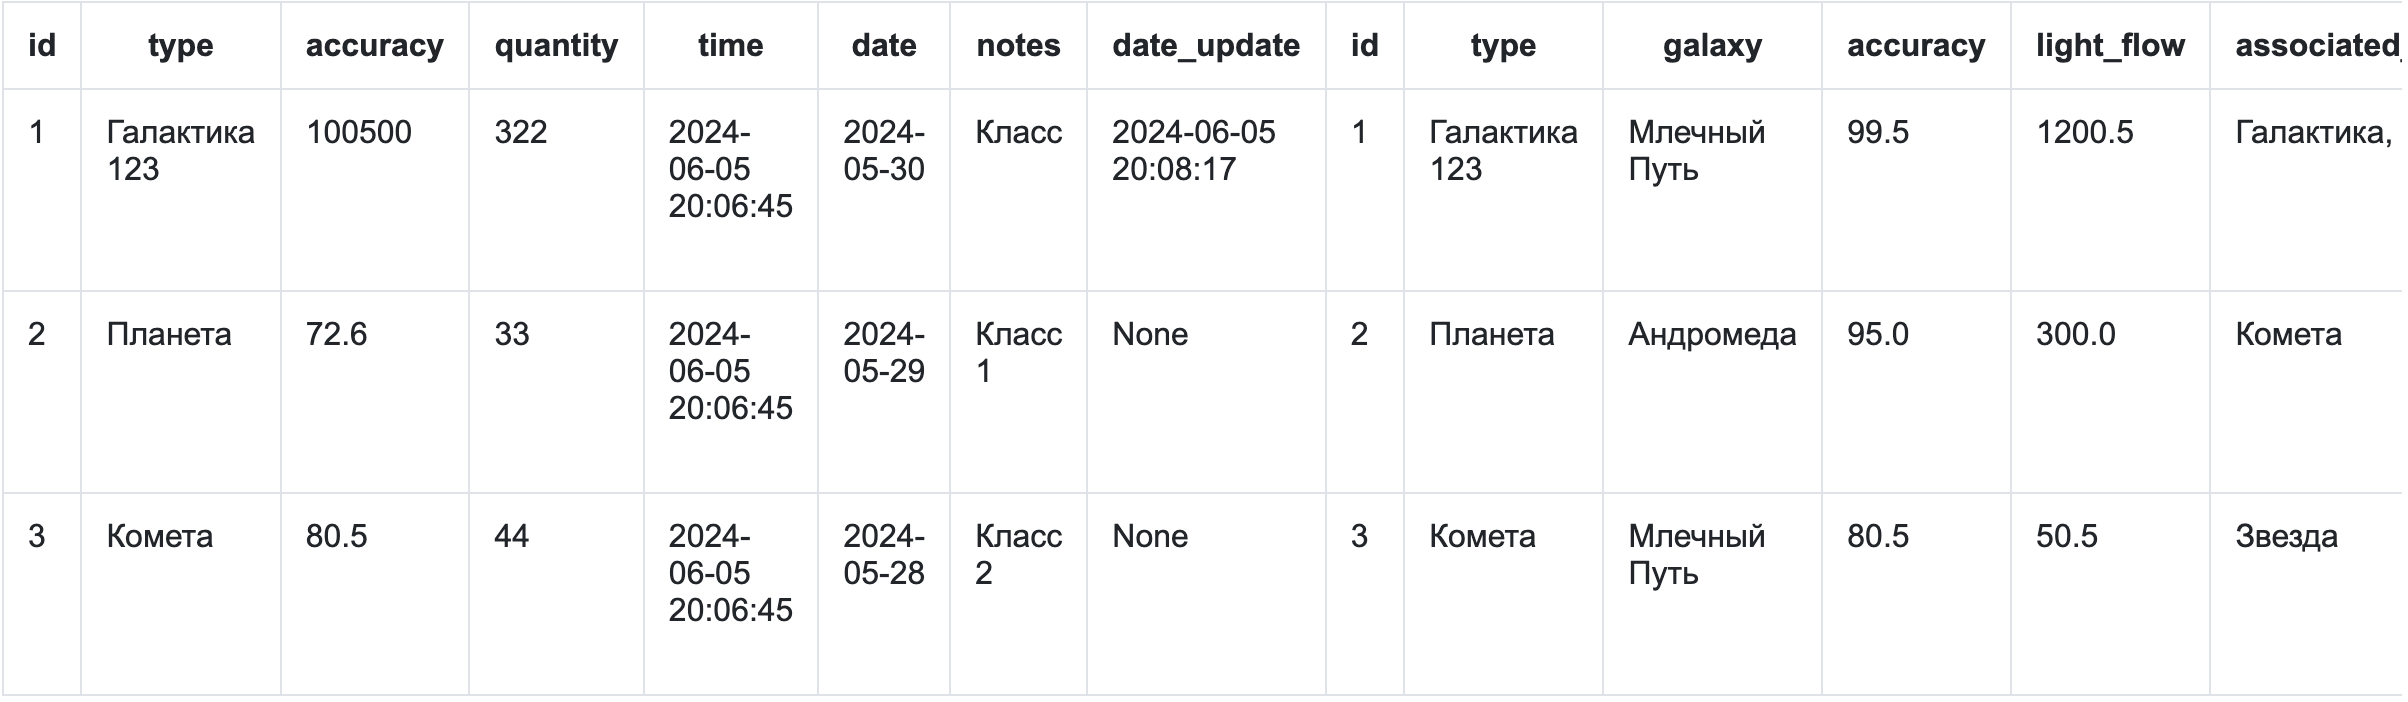 id type accuracy quantity time date notes date_update id type galaxy accuracy light_flow associated_
1 Галактика 100500 322 2024- 2024- Класс 2024-06-05 1 Галактика Млечный 99.5 1200.5 Галактика,
123 06-05 05-30 20:08:17 123 Путь
20:06:45
2 Планета 72.6 33 2024- 2024- Класс None 2 Планета Андромеда 95.0 300.0 Комета
06-05 05-29 1
20:06:45
3 Комета 80.5 44 2024- 2024- Класс None 3 Комета Млечный 80.5 50.5 Звезда
06-05 05-28 2 Путь
20:06:45